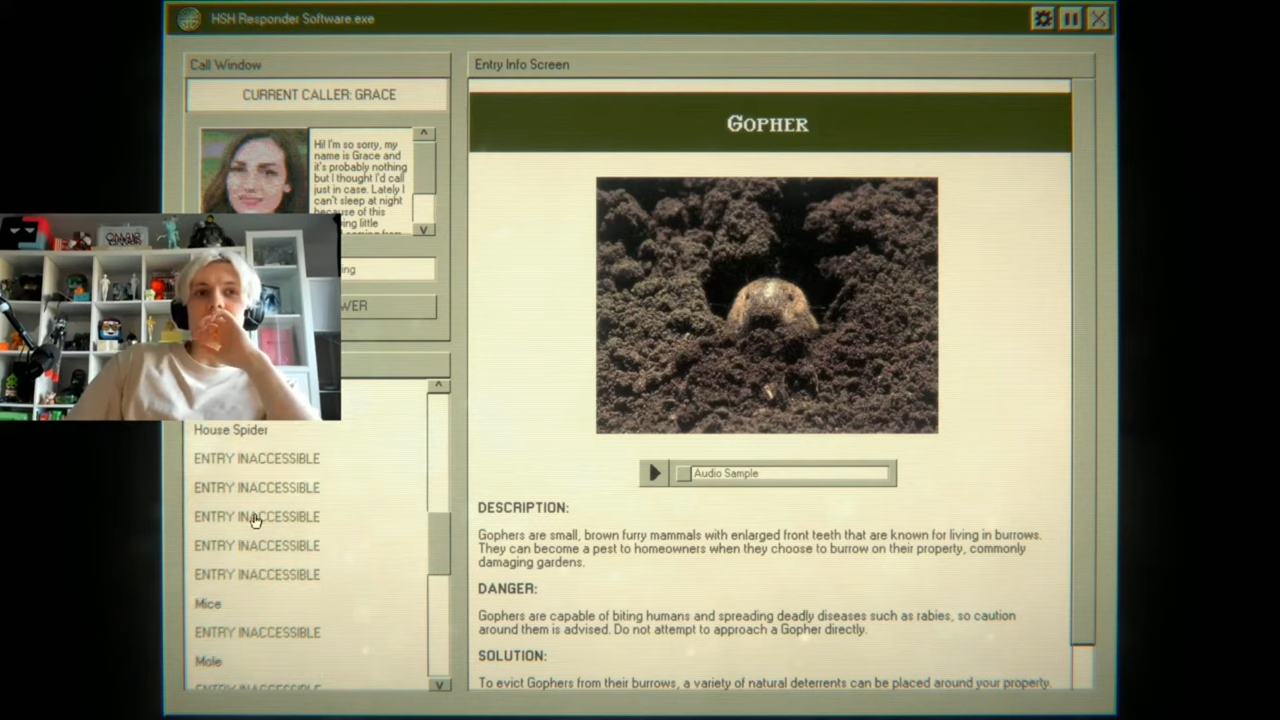 HSH Responder Software.exe
Call Window
CURRENT CALLER: GRACE
Hi! I'm so sorry, my
name is Grace and
it's probably nothing
but I thought I'd call
just in case. Lately I
can't sleep at night
because of this
little
House Spider
ENTRY INACCESSIBLE
ENTRY INACCESSIBLE
ENTRY INACCESSIBLE
ENTRY INACCESSIBLE
ENTRY INACCESSIBLE
Mice
ENTRY INACCESSIBLE
Mole
ENTRY INACCESSIBLE
Entry Info Screen
GOPHER
Audio Sample
DESCRIPTION:
Gophers are small, brown furry mammals with enlarged front teeth that are known for living in burrows.
They can become a pest to homeowners when they choose to burrow on their property, commonly
damaging gardens.
DANGER:
Gophers are capable of biting humans and spreading deadly diseases such as rabies, so caution
around them is advised. Do not attempt to approach a Gopher directly.
SOLUTION:
To evict Gophers from their burrows, a variety of natural deterrents can be placed around your property.